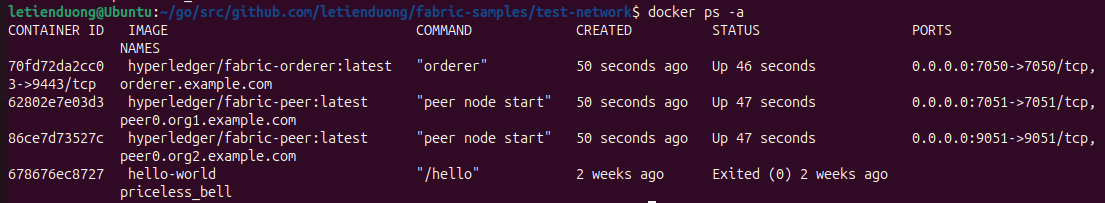 letienduong@Ubuntu:~/go/src/github.com/letienduong/fabric-samples/test-network$ docker ps -a
CONTAINER ID   IMAGE                               COMMAND             CREATED          STATUS                   PORTS
               NAMES
70fd72da2cc0   hyperledger/fabric-orderer:latest   "orderer"           50 seconds ago   Up 46 seconds            0.0.0.0:7050->7050/tcp,
3->9443/tcp   orderer.example.com
62802e7e03d3   hyperledger/fabric-peer:latest      "peer node start"   50 seconds ago   Up 47 seconds            0.0.0.0:7051->7051/tcp,
              peer0.org1.example.com
86ce7d73527c   hyperledger/fabric-peer:latest      "peer node start"   50 seconds ago   Up 47 seconds            0.0.0.0:9051->9051/tcp,
              peer0.org2.example.com
678676ec8727   hello-world                         "/hello"            2 weeks ago      Exited (0) 2 weeks ago
              priceless_bell